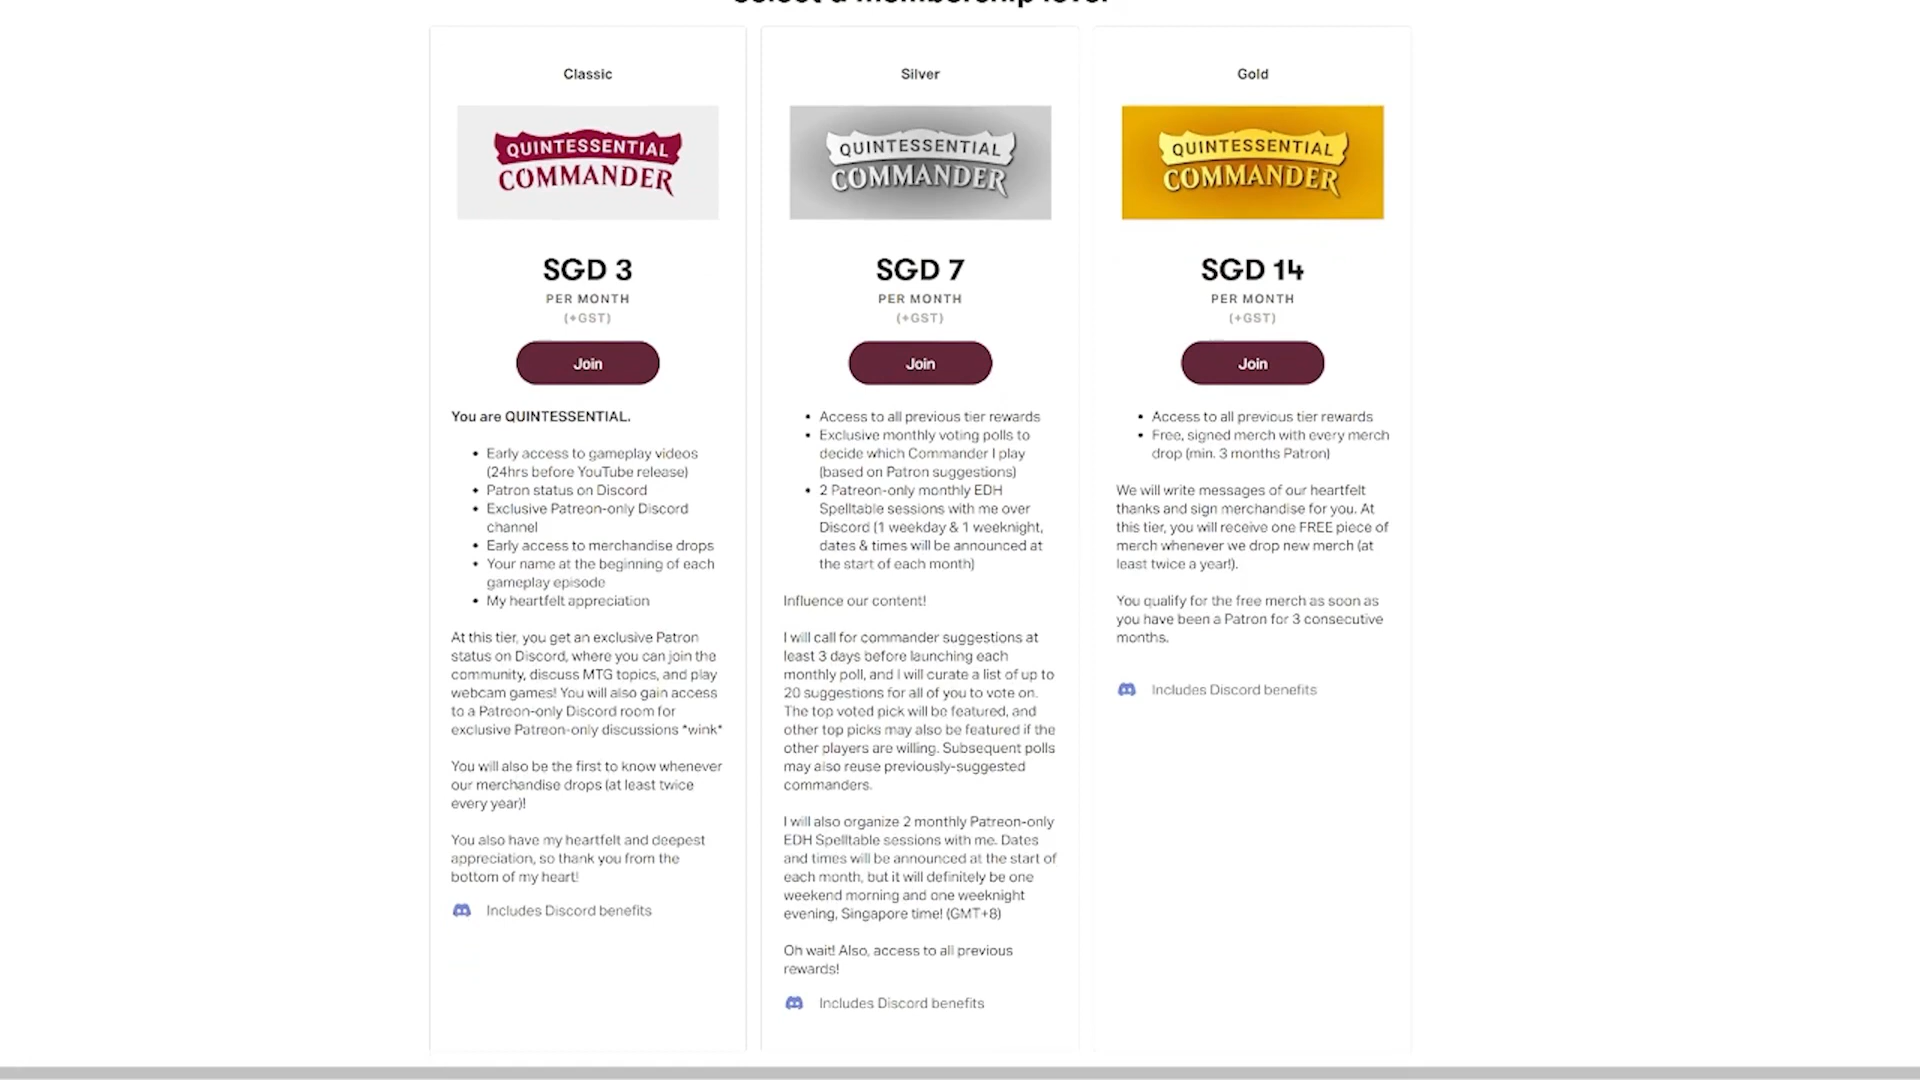 Select a membership level
Classic
QUINTESSENTIAL
COMMANDER
SGD 3
PER MONTH
(+GST)
Join
You are QUINTESSENTIAL.
• Early access to gameplay videos
(24hrs before YouTube release)
• Patron status on Discord
• Exclusive Patreon-only Discord
channel
• Early access to merchandise drops
• Your name at the beginning of each
gameplay episode
• My heartfelt appreciation
At this tier, you get an exclusive Patron
status on Discord, where you can join the
community, discuss MTG topics, and play
webcam games! You will also gain access
to a Patreon-only Discord room for
exclusive Patreon-only discussions *wink*
You will also be the first to know whenever
our merchandise drops (at least twice
every year)!
You also have my heartfelt and deepest
appreciation, so thank you from the
bottom of my heart!
Includes Discord benefits
Silver
QUINTESSENTIAL
COMMANDER
SGD 7
PER MONTH
(+GST)
Join
• Access to all previous tier rewards
• Exclusive monthly voting polls to
decide which Commander I play
(based on Patron suggestions)
• 2 Patreon-only monthly EDH
Spelltable sessions with me over
Discord (1 weekday & 1 weeknight,
dates & times will be announced at
the start of each month)
Influence our content!
I will call for commander suggestions at
least 3 days before launching each
monthly poll, and I will curate a list of up to
20 suggestions for all of you to vote on.
The top voted pick will be featured, and
other top picks may also be featured if the
other players are willing. Subsequent polls
may also reuse previously-suggested
commanders.
I will also organize 2 monthly Patreon-only
EDH Spelltable sessions with me. Dates
and times will be announced at the start of
each month, but it will definitely be one
weekend morning and one weeknight
evening, Singapore time! (GMT+8)
Oh wait! Also, access to all previous
rewards!
Includes Discord benefits
Gold
QUINTESSENTIAL
COMMANDER
SGD 14
PER MONTH
(+GST)
Join
• Access to all previous tier rewards
• Free, signed merch with every merch
drop (min. 3 months Patron)
We will write messages of our heartfelt
thanks and sign merchandise for you. At
this tier, you will receive one FREE piece of
merch whenever we drop new merch (at
least twice a year!).
You qualify for the free merch as soon as
you have been a Patron for 3 consecutive
months.
Includes Discord benefits